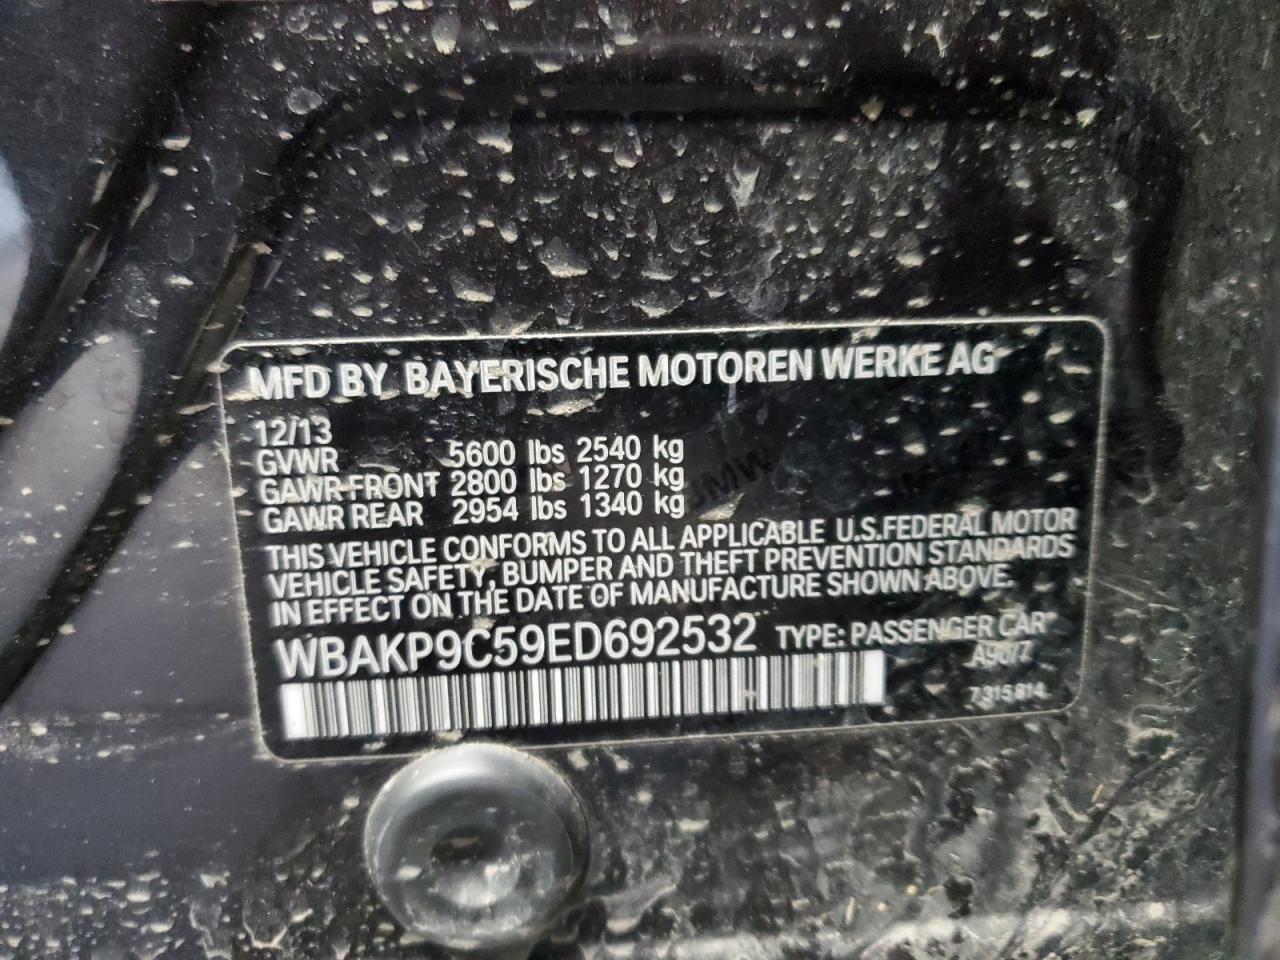 MFD BY BAYERISCHE MOTOREN WERKE AG
12/13
GVWR 5600 lbs 2540 kg
GAWR FRONT 2800 lbs 1270 kg
GAWR REAR 2954 lbs 1340 kg
THIS VEHICLE CONFORMS TO ALL APPLICABLE U.S.FEDERAL MOTOR
VEHICLE SAFETY, BUMPER AND THEFT PREVENTION STANDARDS
IN EFFECT ON THE DATE OF MANUFACTURE SHOWN ABOVE.
WBAKP9C59ED692532 TYPE: PASSENGER CAR
7315814